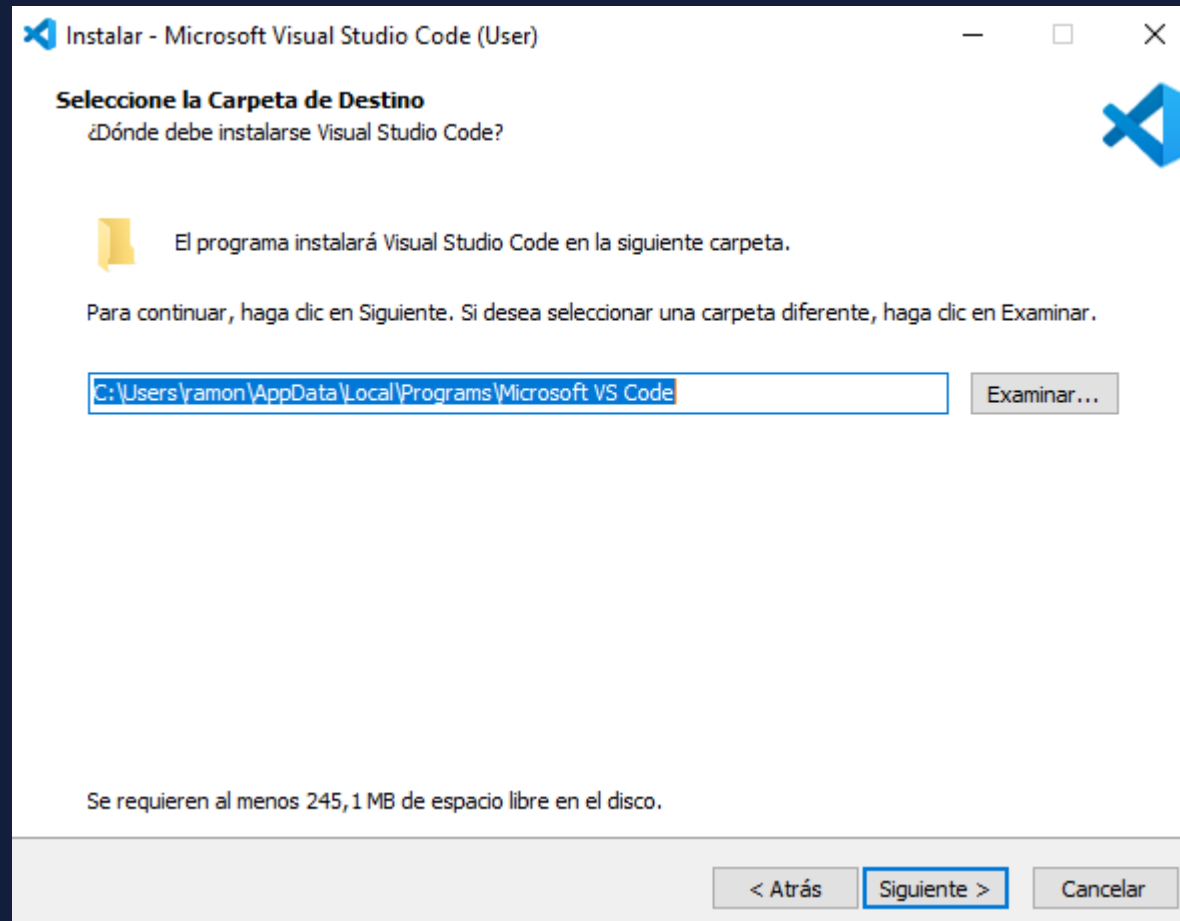 Instalar - Microsoft Visual Studio Code (User)
Seleccione la Carpeta de Destino
¿Dónde debe instalarse Visual Studio Code?
El programa instalará Visual Studio Code en la siguiente carpeta.
Para continuar, haga clic en Siguiente. Si desea seleccionar una carpeta diferente, haga clic en Examinar.
C:\Users\ramon\AppData\Local\Programs\Microsoft VS Code
Examinar...
Se requieren al menos 245,1 MB de espacio libre en el disco.
< Atrás
Siguiente >
Cancelar